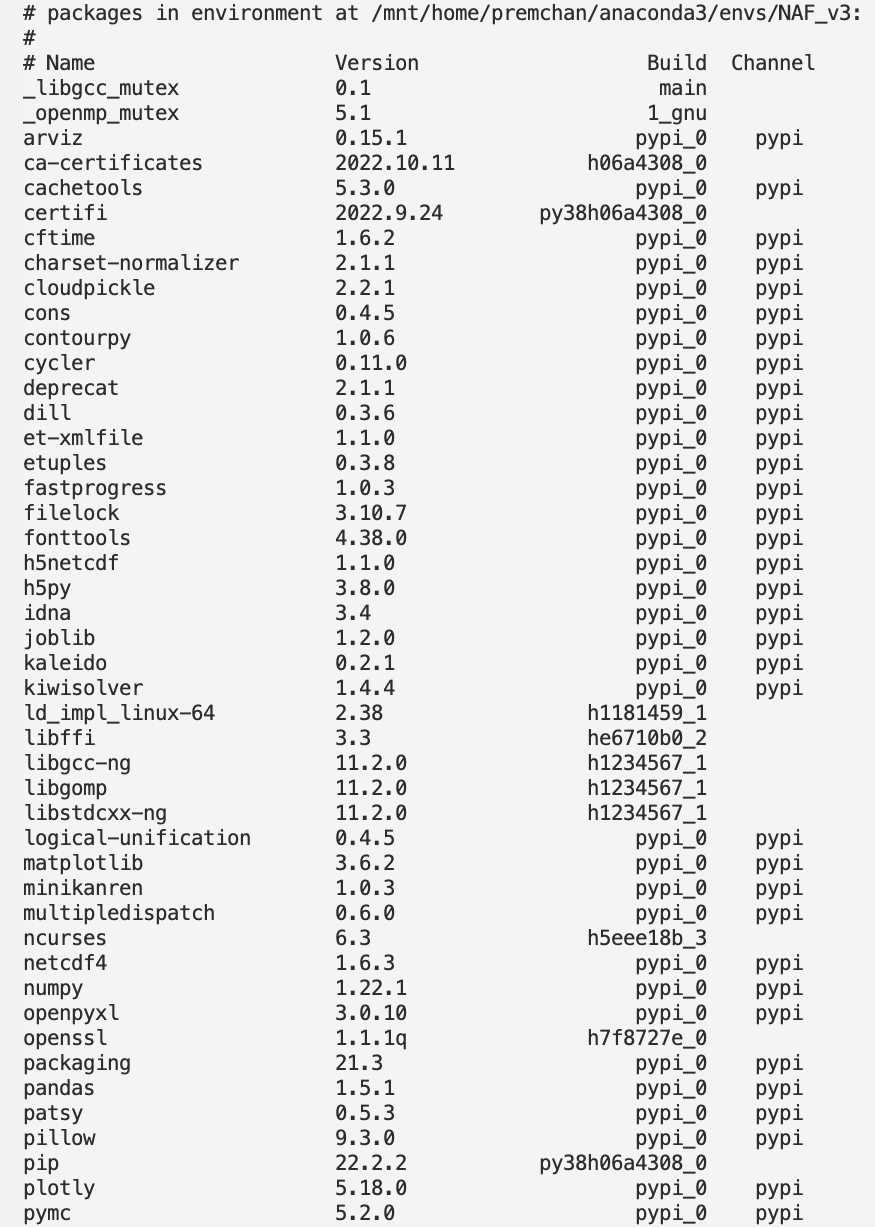 # packages in environment at /mnt/home/premchan/anaconda3/envs/NAF_v3:
#
# Name Version Build Channel
_libgcc_mutex 0.1 main
_openmp_mutex 5.1 1_gnu
arviz 0.15.1 pypi_0 pypi
ca-certificates 2022.10.11 h06a4308_0
cachetools 5.3.0 pypi_0 pypi
certifi 2022.9.24 py38h06a4308_0
cftime 1.6.2 pypi_0 pypi
charset-normalizer 2.1.1 pypi_0 pypi
cloudpickle 2.2.1 pypi_0 pypi
cons 0.4.5 pypi_0 pypi
contourpy 1.0.6 pypi_0 pypi
cycler 0.11.0 pypi_0 pypi
deprecat 2.1.1 pypi_0 pypi
dill 0.3.6 pypi_0 pypi
et-xmlfile 1.1.0 pypi_0 pypi
etuples 0.3.8 pypi_0 pypi
fastprogress 1.0.3 pypi_0 pypi
filelock 3.10.7 pypi_0 pypi
fonttools 4.38.0 pypi_0 pypi
h5netcdf 1.1.0 pypi_0 pypi
h5py 3.8.0 pypi_0 pypi
idna 3.4 pypi_0 pypi
joblib 1.2.0 pypi_0 pypi
kaleido 0.2.1 pypi_0 pypi
kiwisolver 1.4.4 pypi_0 pypi
ld_impl_linux-64 2.38 h1181459_1
libffi 3.3 he6710b0_2
libgcc-ng 11.2.0 h1234567_1
libgomp 11.2.0 h1234567_1
libstdcxx-ng 11.2.0 h1234567_1
logical-unification 0.4.5 pypi_0 pypi
matplotlib 3.6.2 pypi_0 pypi
minikanren 1.0.3 pypi_0 pypi
multipledispatch 0.6.0 pypi_0 pypi
ncurses 6.3 h5eee18b_3
netcdf4 1.6.3 pypi_0 pypi
numpy 1.22.1 pypi_0 pypi
openpyxl 3.0.10 pypi_0 pypi
openssl 1.1.1q h7f8727e_0
packaging 21.3 pypi_0 pypi
pandas 1.5.1 pypi_0 pypi
patsy 0.5.3 pypi_0 pypi
pillow 9.3.0 pypi_0 pypi
pip 22.2.2 py38h06a4308_0
plotly 5.18.0 pypi_0 pypi
pymc 5.2.0 pypi_0 pypi